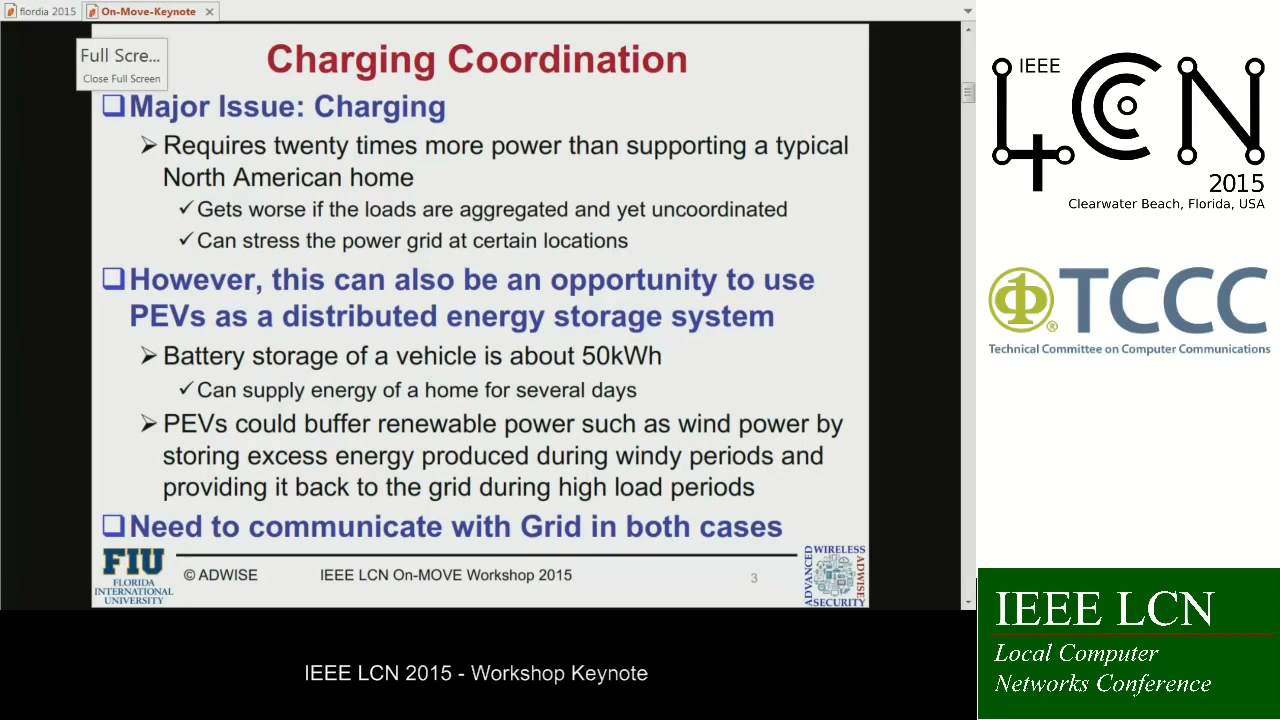 flordia 2015
On-Move-Keynote
Full Scre...
Close Full Screen
Charging Coordination
Major Issue: Charging
Requires twenty times more power than supporting a typical
North American home
Gets worse if the loads are aggregated and yet uncoordinated
Can stress the power grid at certain locations
However, this can also be an opportunity to use
PEVs as a distributed energy storage system
Battery storage of a vehicle is about 50kWh
Can supply energy of a home for several days
PEVs could buffer renewable power such as wind power by
storing excess energy produced during windy periods and
providing it back to the grid during high load periods
Need to communicate with Grid in both cases
FIU
FLORIDA
INTERNATIONAL
UNIVERSITY
© ADWISE
IEEE LCN On-MOVE Workshop 2015
3
ADVANCED
WIRELESS
ADWISE
SECURITY
IEEE LCN 2015 - Workshop Keynote
IEEE
L4CN
2015
Clearwater Beach, Florida, USA
® TCCC
Technical Committee on Computer Communications
IEEE LCN
Local Computer
Networks Conference